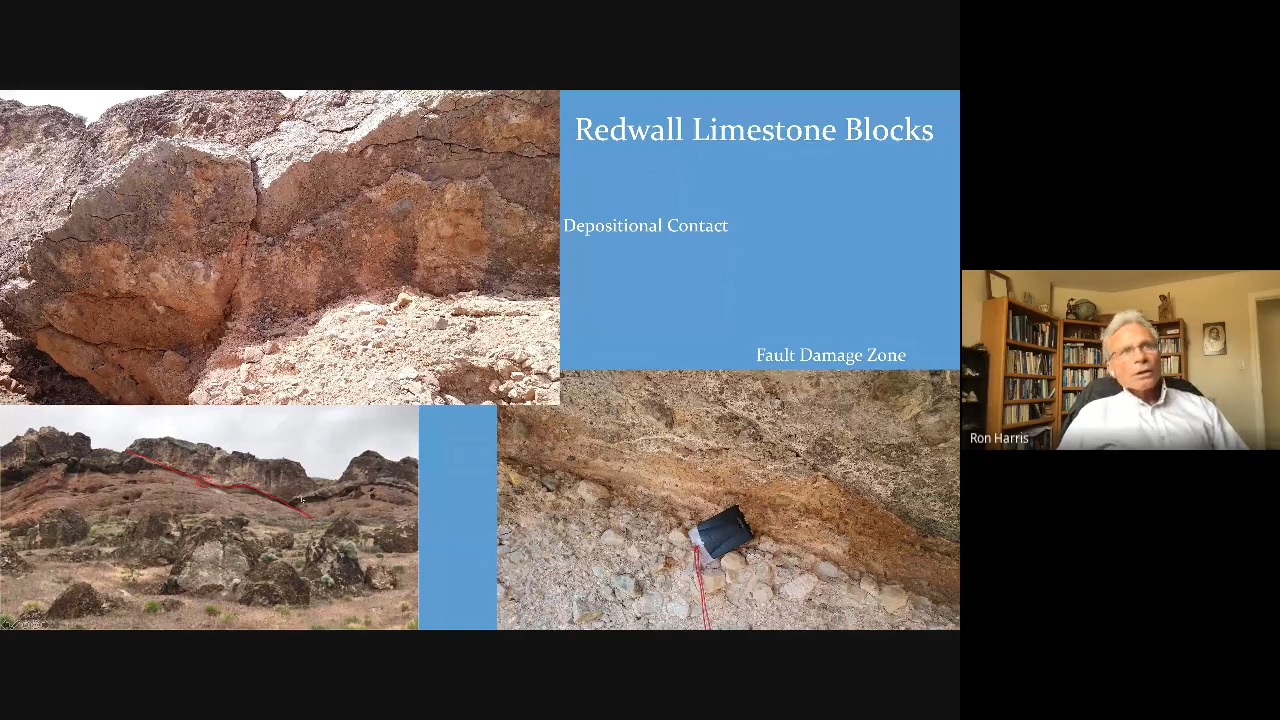 Redwall Limestone Blocks
Depositional Contact
Fault Damage Zone
Ron Harris